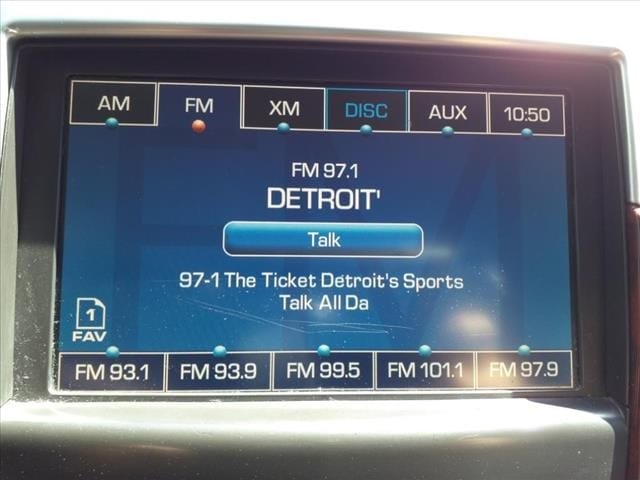 AM FM XM DISC AUX 10:50
FM 97.1
DETROIT'
Talk
97-1 The Ticket Detroit's Sports
Talk All Da
1
FAV
FM 93.1 FM 93.9 FM 99.5 FM 101.1 FM 97.9